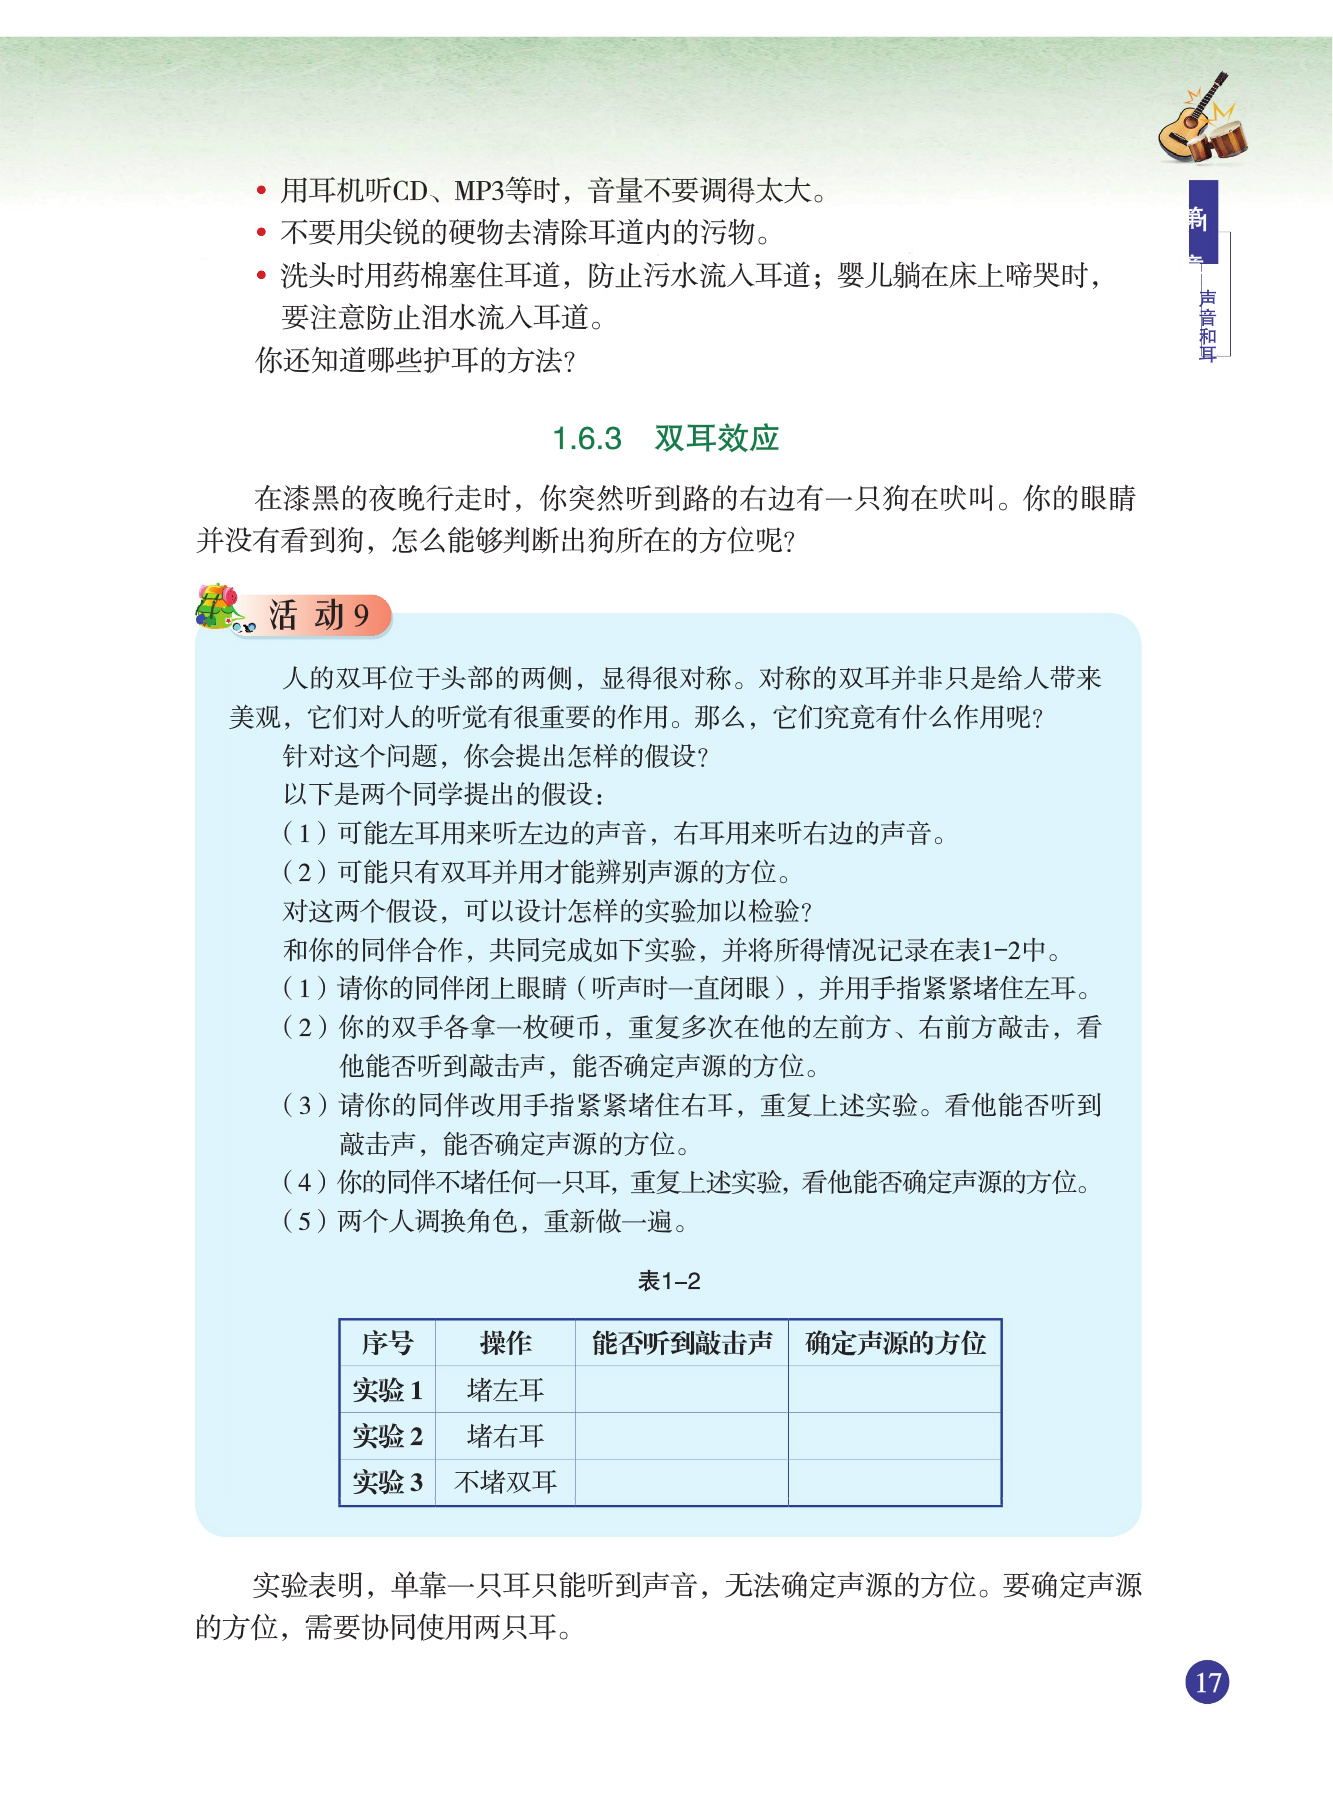 • 用耳机听CD、MP3等时，音量不要调得太大。
• 不要用尖锐的硬物去清除耳道内的污物。
• 洗头时用药棉塞住耳道，防止污水流入耳道；婴儿躺在床上啼哭时，
要注意防止泪水流入耳道。
你还知道哪些护耳的方法？
第1章
声音和耳
1.6.3 双耳效应
在漆黑的夜晚行走时，你突然听到路的右边有一只狗在吠叫。你的眼睛
并没有看到狗，怎么能够判断出狗所在的方位呢？
活动9
人的双耳位于头部的两侧，显得很对称。对称的双耳并非只是给人带来
美观，它们对人的听觉有很重要的作用。那么，它们究竟有什么作用呢？
针对这个问题，你会提出怎样的假设？
以下是两个同学提出的假设：
（1）可能左耳用来听左边的声音，右耳用来听右边的声音。
（2）可能只有双耳并用才能辨别声源的方位。
对这两个假设，可以设计怎样的实验加以检验？
和你的同伴合作，共同完成如下实验，并将所得情况记录在表1-2中。
（1）请你的同伴闭上眼睛（听声时一直闭眼），并用手指紧紧堵住左耳。
（2）你的双手各拿一枚硬币，重复多次在他的左前方、右前方敲击，看
他能否听到敲击声，能否确定声源的方位。
（3）请你的同伴改用手指紧紧堵住右耳，重复上述实验。看他能否听到
敲击声，能否确定声源的方位。
（4）你的同伴不堵任何一只耳，重复上述实验，看他能否确定声源的方位。
（5）两个人调换角色，重新做一遍。
表1-2
序号 操作 能否听到敲击声 确定声源的方位
实验1 堵左耳
实验2 堵右耳
实验3 不堵双耳
实验表明，单靠一只耳只能听到声音，无法确定声源的方位。要确定声源
的方位，需要协同使用两只耳。
17